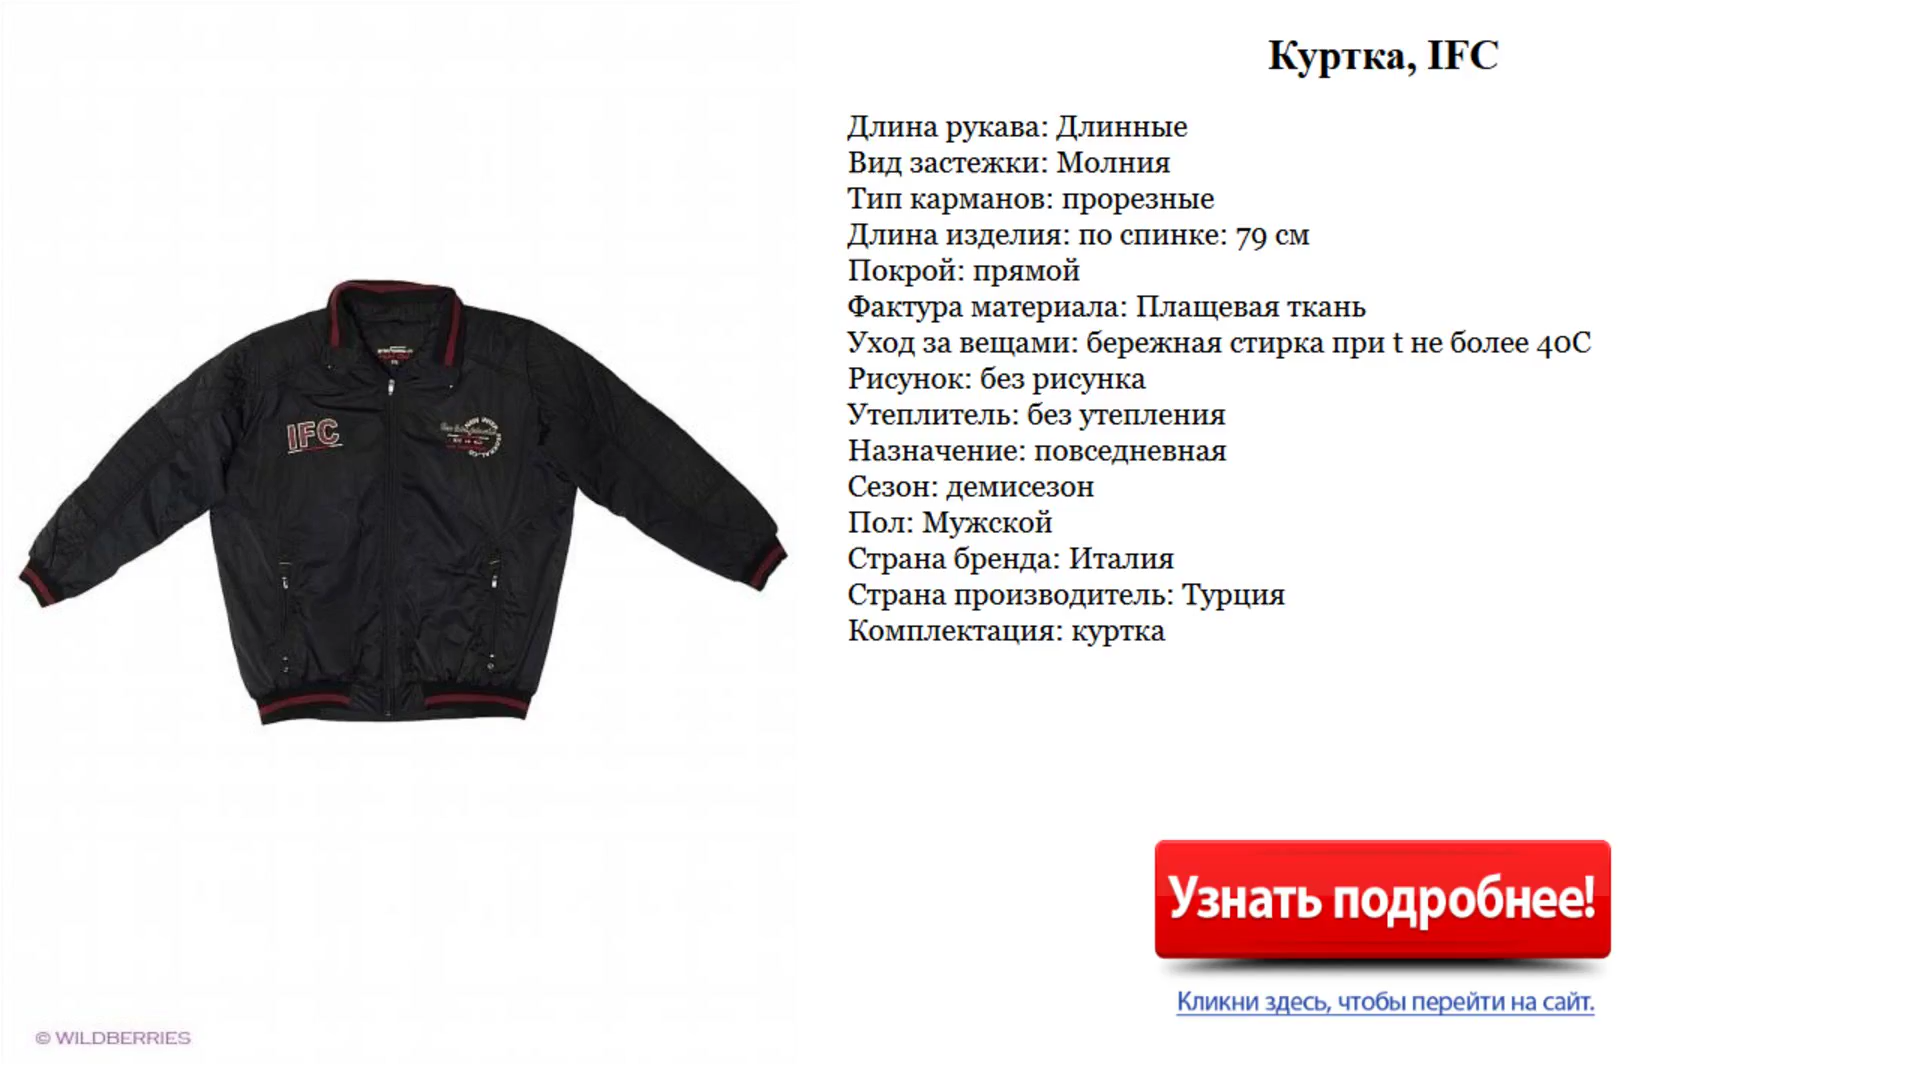 Куртка, IFC
Длина рукава: Длинные
Вид застежки: Молния
Тип карманов: прорезные
Длина изделия: по спинке: 79 см
Покрой: прямой
Фактура материала: Плащевая ткань
Уход за вещами: бережная стирка при t не более 40С
Рисунок: без рисунка
Утеплитель: без утепления
Назначение: повседневная
Сезон: демисезон
Пол: Мужской
Страна бренда: Италия
Страна производитель: Турция
Комплектация: куртка
IFC
Узнать подробнее!
Кликни здесь, чтобы перейти на сайт.
© WILDBERRIES